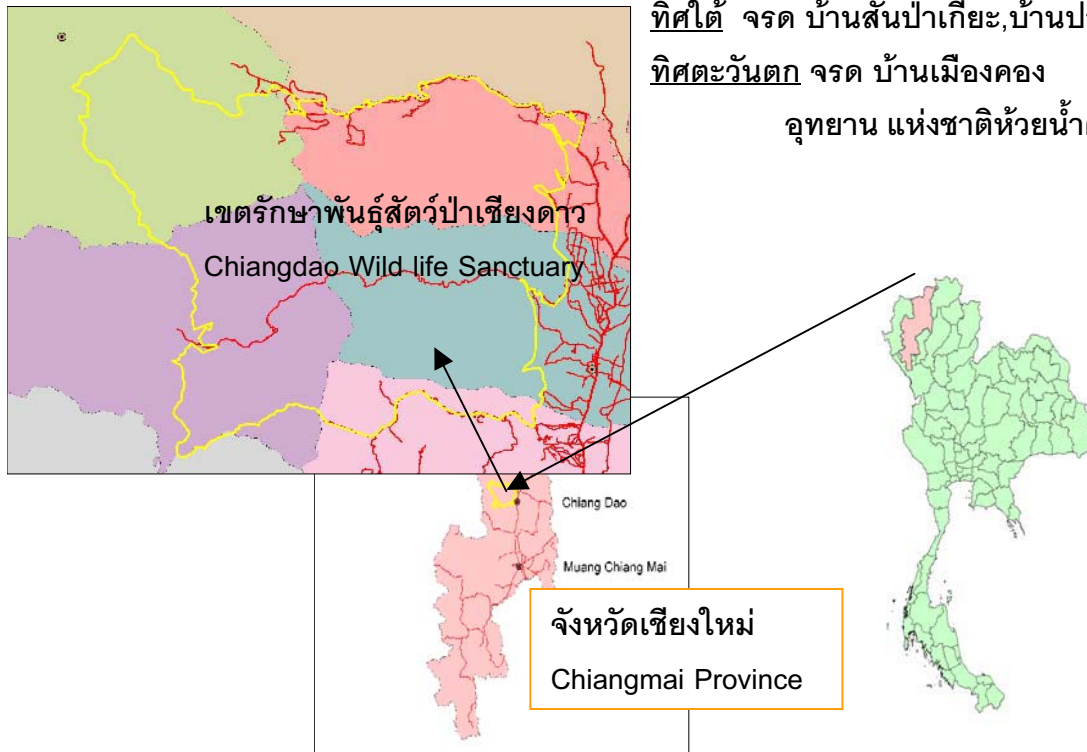 ทิศใต้ จรด บ้านสันป่าเกี๊ยะ,
ทิศตะวันตก จรด บ้านเมืองคอง
อุทยาน แห่งชาติห้วยน้ำ
เขตรักษาพันธุ์สัตว์ป่าเชียงดาว
Chiangdao Wild life Sanctuary
Chiang Dao
Muang Chiang Mai
จังหวัดเชียงใหม่
Chiangmai Province